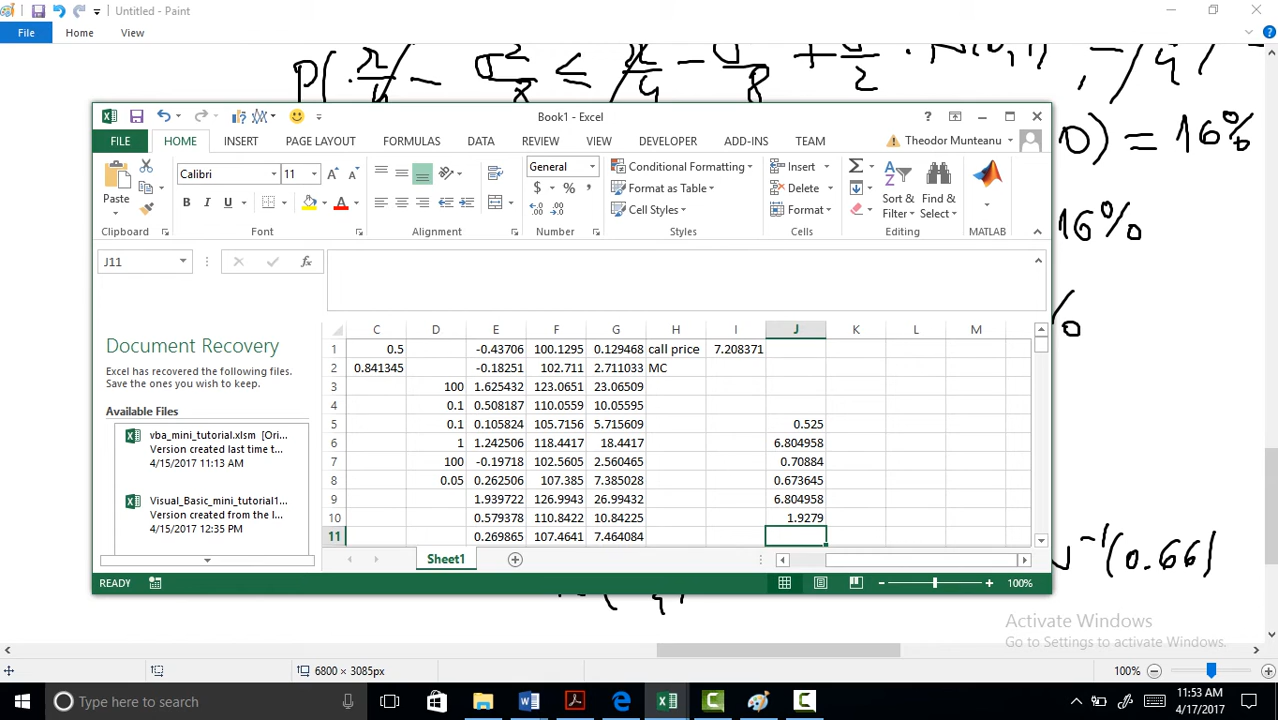 Untitled - Paint
File Home View
= 16%
16%
%
N⁻¹(0.66)
Book1 - Excel
FILE HOME INSERT PAGE LAYOUT FORMULAS DATA REVIEW VIEW DEVELOPER ADD-INS TEAM Theodor Munteanu
Paste
Calibri 11
B I U
General
$ %
Conditional Formatting
Format as Table
Cell Styles
Insert
Delete
Format
Sort & Filter
Find & Select
Clipboard Font Alignment Number Styles Cells Editing MATLAB
J11 fx
Document Recovery
Excel has recovered the following files.
Save the ones you wish to keep.
Available Files
vba_mini_tutorial.xlsm [Ori...
Version created last time t...
4/15/2017 11:13 AM
Visual_Basic_mini_tutorial1...
Version created from the l...
4/15/2017 12:35 PM
C D E F G H I J K L M
1 0.5 -0.43706 100.1295 0.129468 call price 7.208371
2 0.841345 -0.18251 102.711 2.711033 MC
3 100 1.625432 123.0651 23.06509
4 0.1 0.508187 110.0559 10.05595
5 0.1 0.105824 105.7156 5.715609 0.525
6 1 1.242506 118.4417 18.4417 6.804958
7 100 -0.19718 102.5605 2.560465 0.70884
8 0.05 0.262506 107.385 7.385028 0.673645
9 1.939722 126.9943 26.99432 6.804958
10 0.579378 110.8422 10.84225 1.9279
11 0.269865 107.4641 7.464084
Sheet1
READY 100%
Activate Windows
Go to Settings to activate Windows.
6800 × 3085px 100%
Type here to search
11:53 AM
4/17/2017